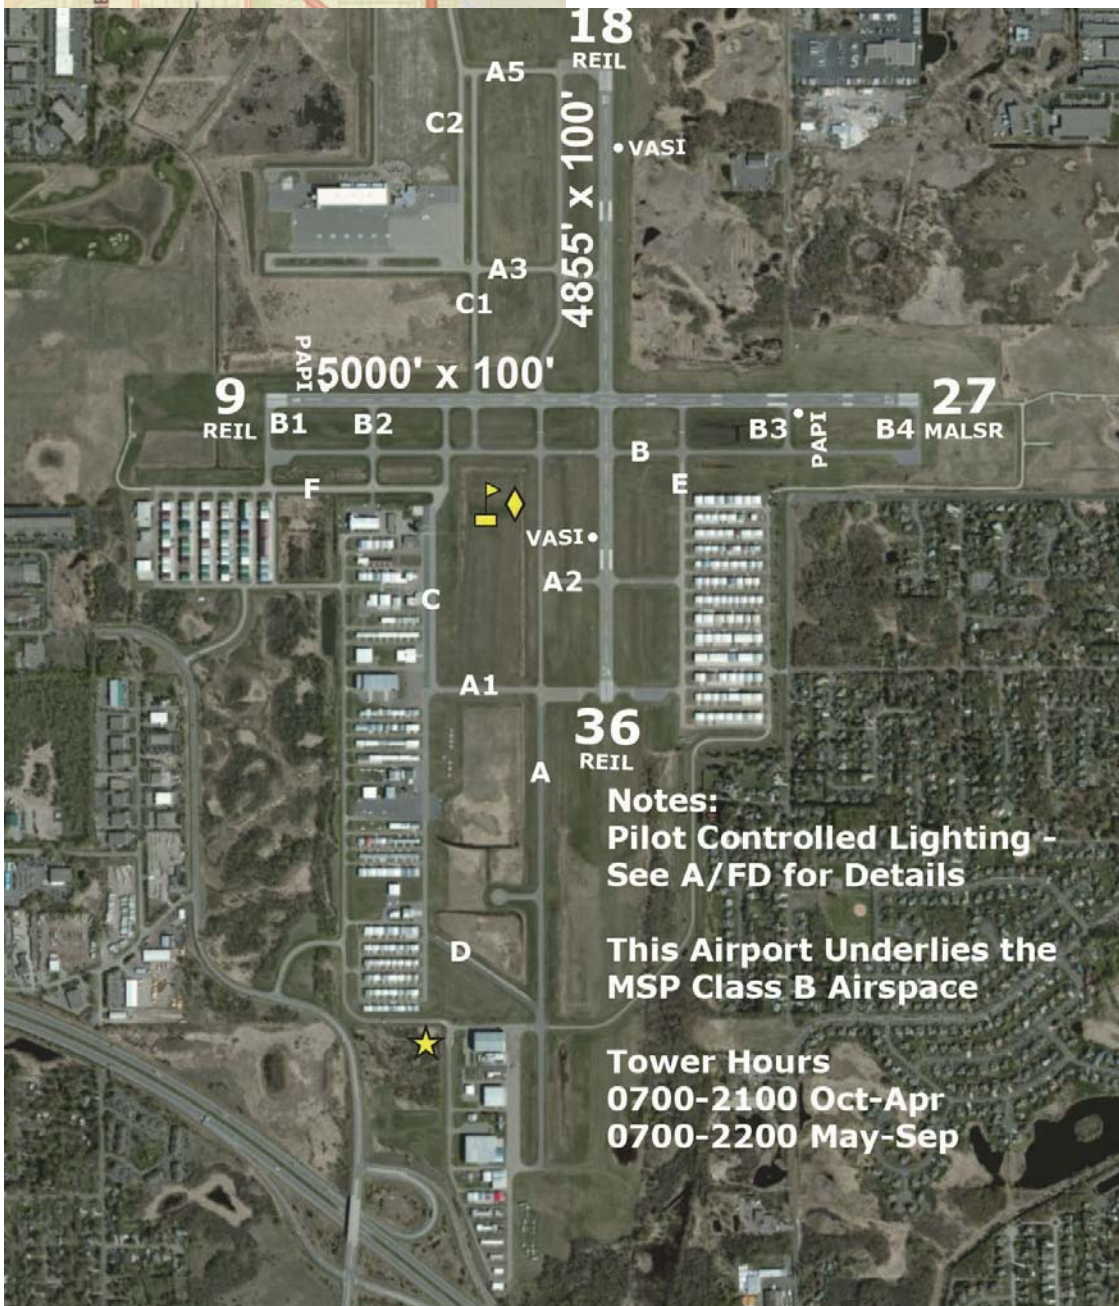 18
REIL
A5
C2
4855' x 100'
VASI
A3
C1
PAPI
5000' x 100'
9
REIL
27
MALSR
B1
B2
B3
PAPI
B4
B
E
F
VASI
A2
C
A1
36
REIL
A
Notes:
Pilot Controlled Lighting -
See A/FD for Details
D
This Airport Underlies the
MSP Class B Airspace
Tower Hours
0700-2100 Oct-Apr
0700-2200 May-Sep